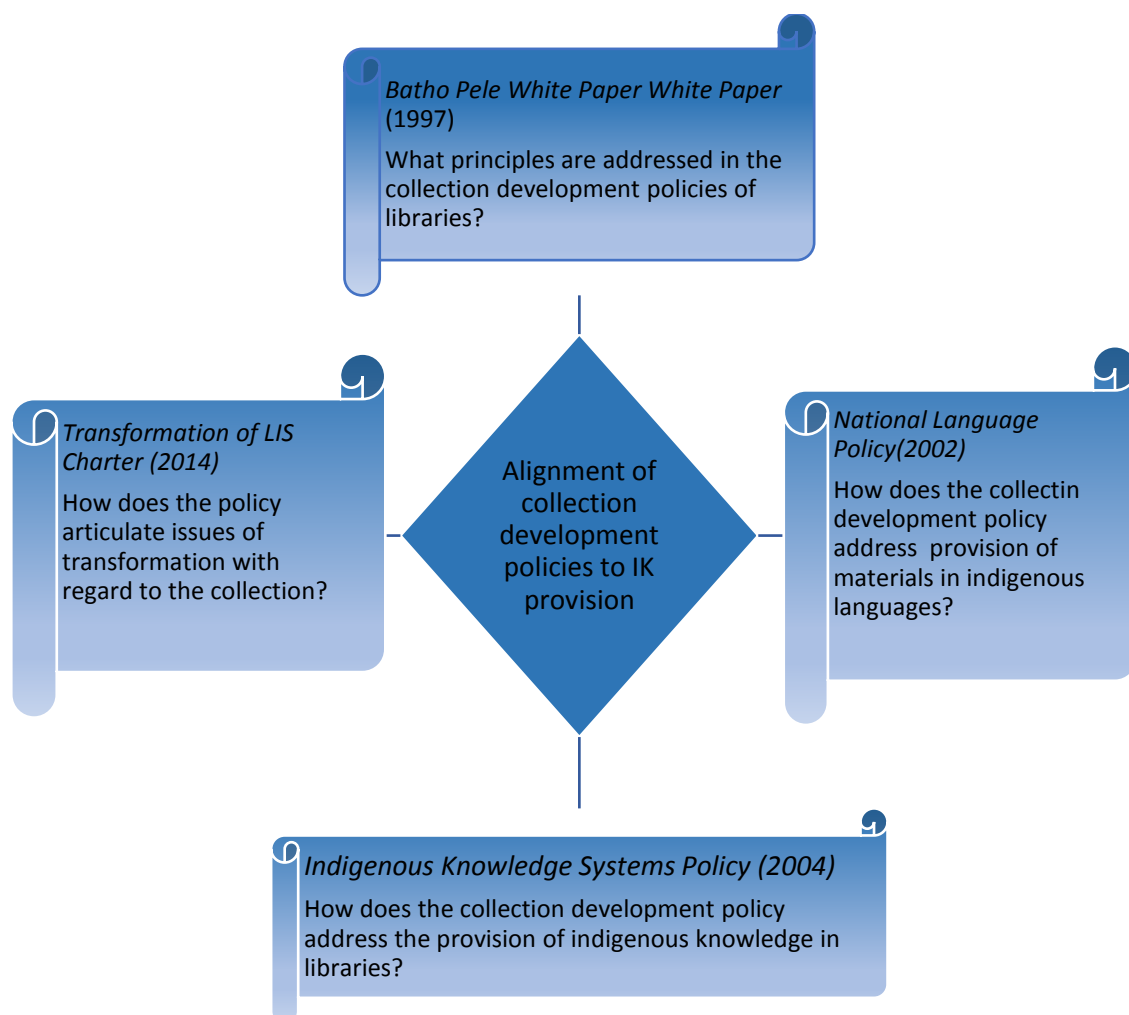 Batho Pele White Paper White Paper
(1997)
What principles are addressed in the
collection development policies of
libraries?
Transformation of LIS
Charter (2014)
How does the policy
articulate issues of
transformation with
regard to the collection?
Alignment of
collection
development
policies to IK
provision
National Language
Policy(2002)
How does the collectin
development policy
address  provision of
materials in indigenous
languages?
Indigenous Knowledge Systems Policy (2004)
How does the collection development policy
address the provision of indigenous knowledge in
libraries?